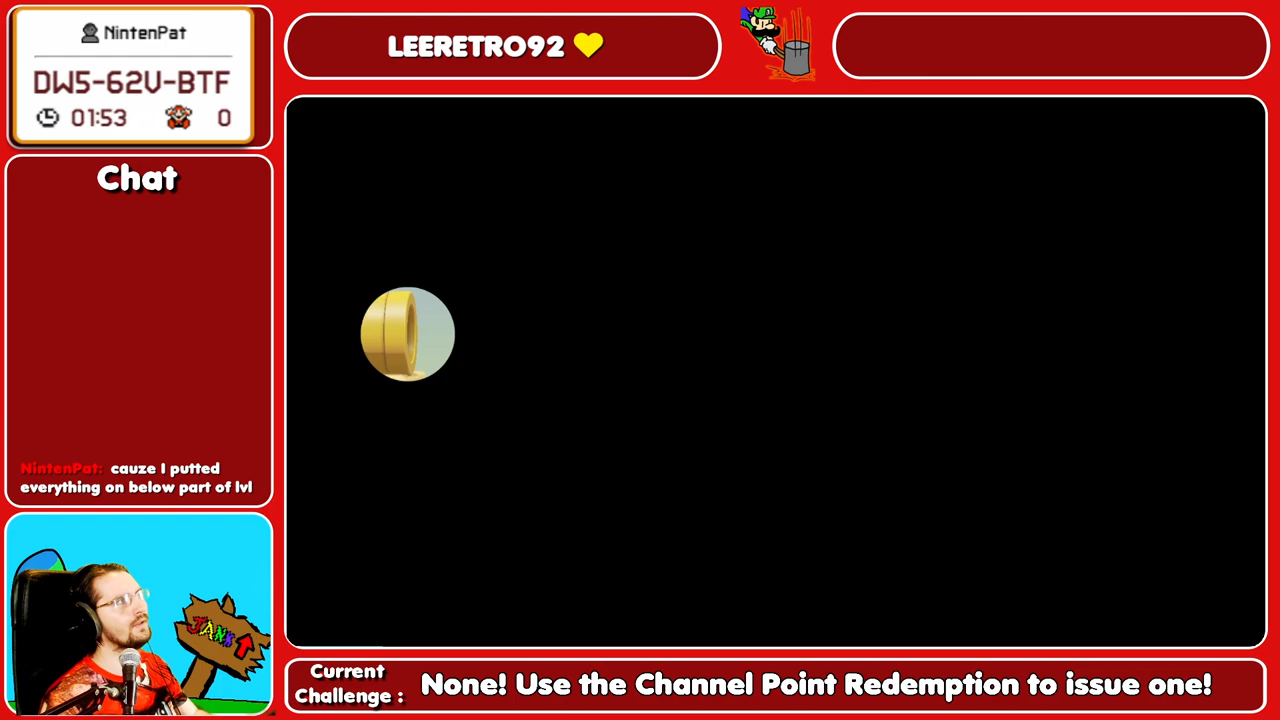 NintenPat
DW5-62V-BTF
01:53 0
LEERETRO92
Chat
NintenPat: cauze I putted
everything on below part of lvl
JANK
Current
Challenge :
None! Use the Channel Point Redemption to issue one!